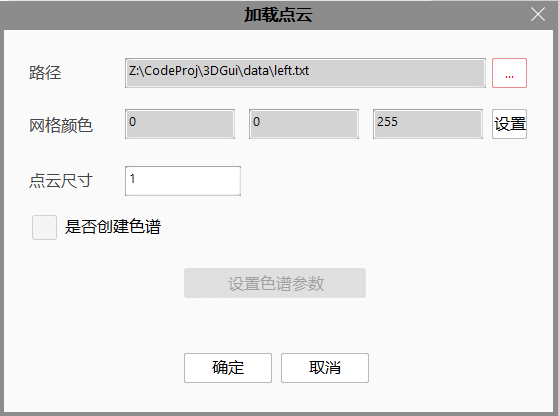 加载点云
路径 Z:\CodeProj\3DGui\data\left.txt ...
网格颜色 0 0 255 设置
点云尺寸 1
是否创建色谱
设置色谱参数
确定 取消